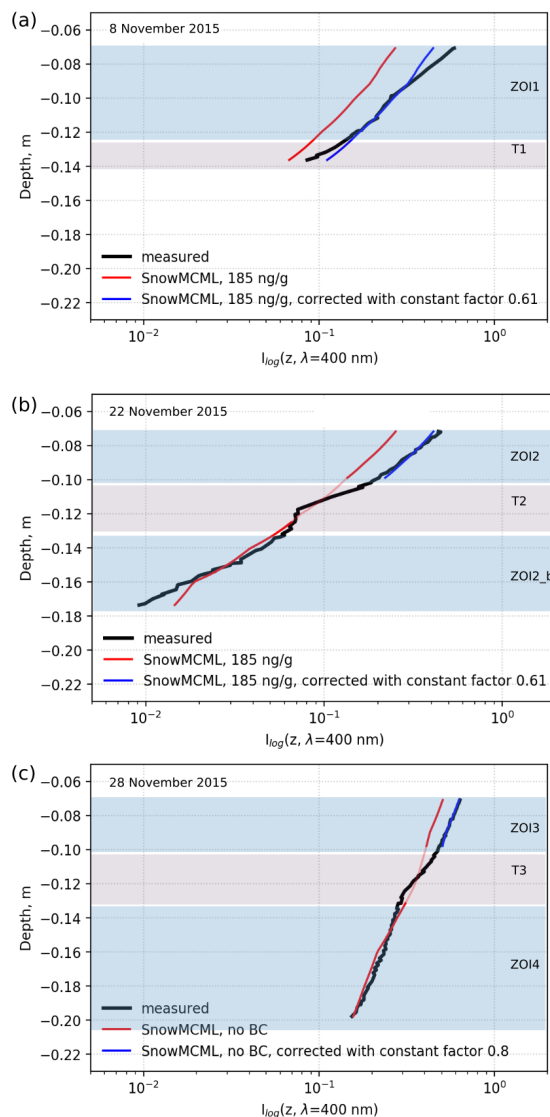 (a)
8 November 2015
−0.06
−0.08
−0.10
−0.12
−0.14
−0.16
−0.18
−0.20
−0.22
Depth, m
ZOI1
T1
measured
SnowMCML, 185 ng/g
SnowMCML, 185 ng/g, corrected with constant factor 0.61
10⁻² 10⁻¹ 10⁰
I_log(z, λ=400 nm)
(b)
22 November 2015
−0.06
−0.08
−0.10
−0.12
−0.14
−0.16
−0.18
−0.20
−0.22
Depth, m
ZOI2
T2
ZOI2_b
measured
SnowMCML, 185 ng/g
SnowMCML, 185 ng/g, corrected with constant factor 0.61
10⁻² 10⁻¹ 10⁰
I_log(z, λ=400 nm)
(c)
28 November 2015
−0.06
−0.08
−0.10
−0.12
−0.14
−0.16
−0.18
−0.20
−0.22
Depth, m
ZOI3
T3
ZOI4
measured
SnowMCML, no BC
SnowMCML, no BC, corrected with constant factor 0.8
10⁻² 10⁻¹ 10⁰
I_log(z, λ=400 nm)